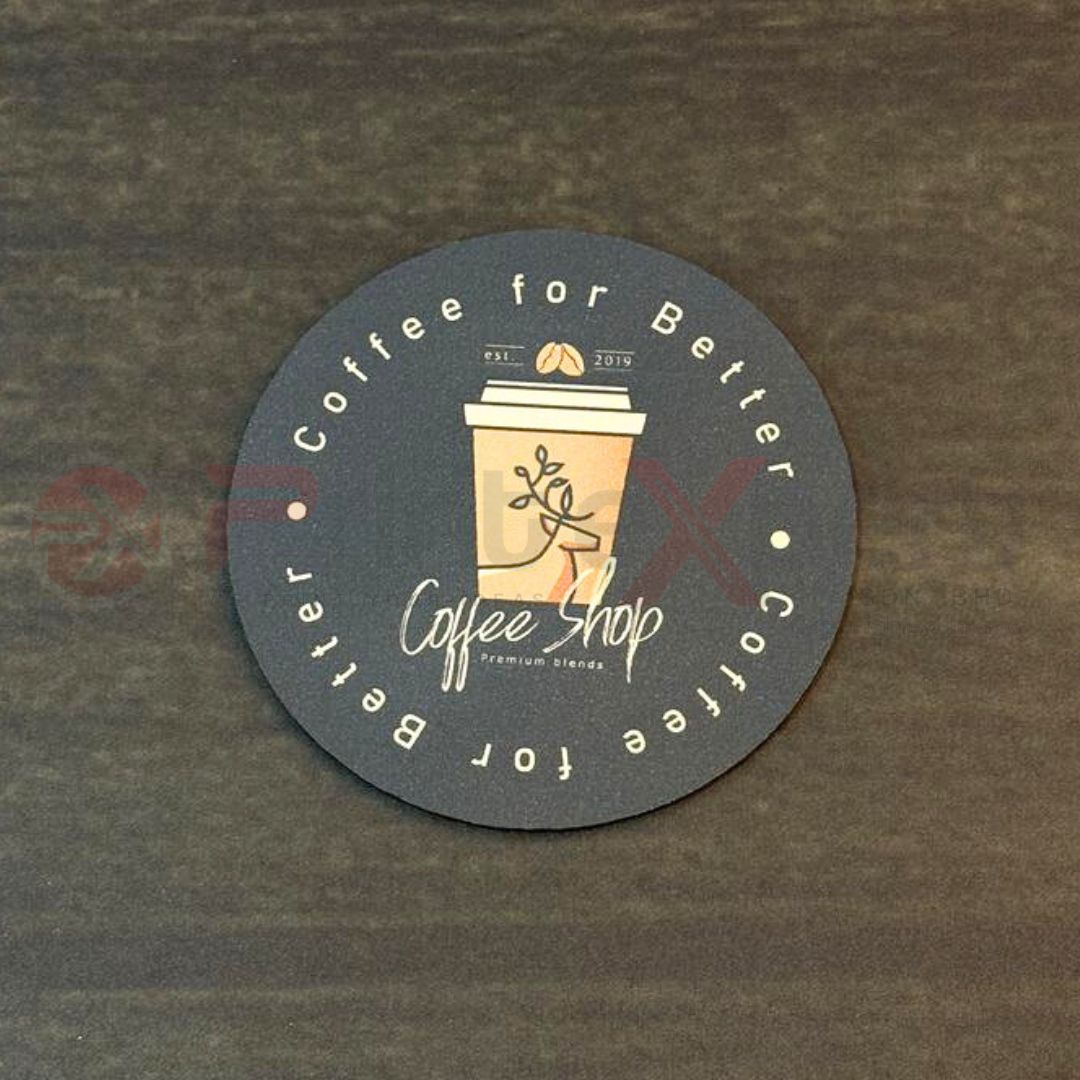 Coffee for Better • Coffee for Better •
est. 2019
Coffee Shop
Premium blends